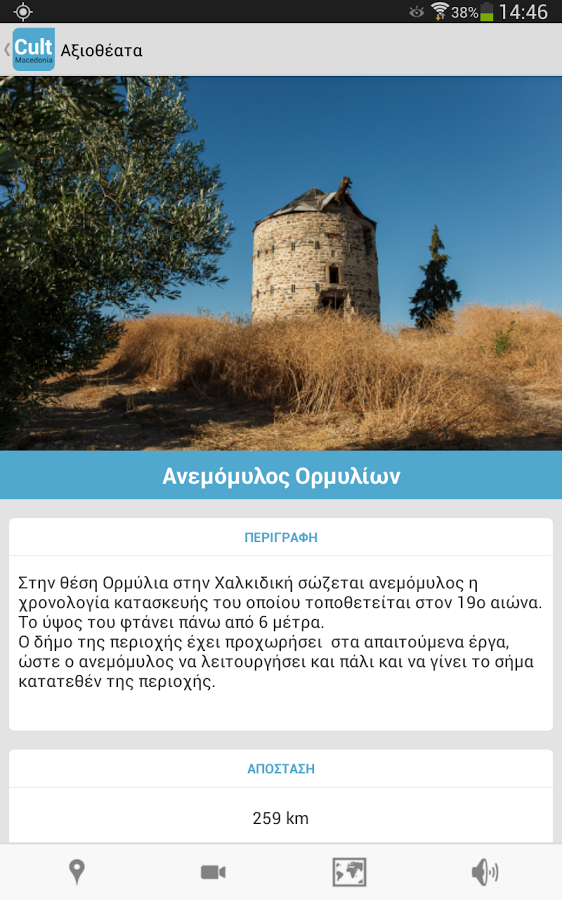 38% 14:46
Cult
Macedonia
Αξιοθέατα
Ανεμόμυλος Ορμυλίων
ΠΕΡΙΓΡΑΦΗ
Στην θέση Ορμύλια στην Χαλκιδική σώζεται ανεμόμυλος η
χρονολογία κατασκευής του οποίου τοποθετείται στον 19ο αιώνα.
Το ύψος του φτάνει πάνω από 6 μέτρα.
Ο δήμο της περιοχής έχει προχωρήσει  στα απαιτούμενα έργα,
ώστε ο ανεμόμυλος να λειτουργήσει και πάλι και να γίνει το σήμα
κατατεθέν της περιοχής.
ΑΠΟΣΤΑΣΗ
259 km